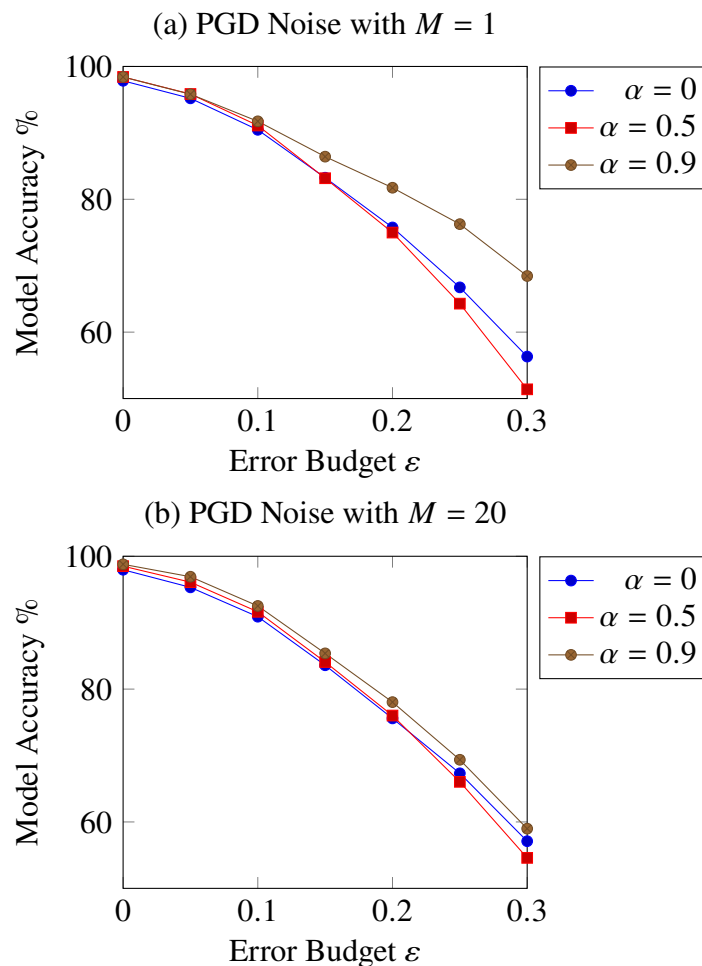 (a) PGD Noise with M = 1
100
80
60
Model Accuracy %
0
0.1
0.2
0.3
Error Budget ε
α = 0
α = 0.5
α = 0.9
(b) PGD Noise with M = 20
100
80
60
Model Accuracy %
0
0.1
0.2
0.3
Error Budget ε
α = 0
α = 0.5
α = 0.9